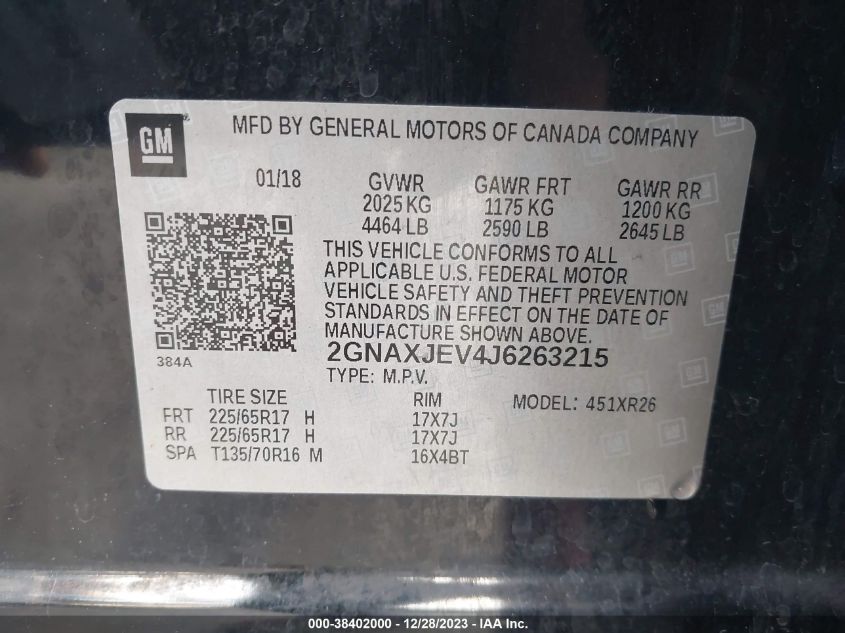 GM
MFD BY GENERAL MOTORS OF CANADA COMPANY
01/18 GVWR GAWR FRT GAWR RR
2025 KG 1175 KG 1200 KG
4464 LB 2590 LB 2645 LB
THIS VEHICLE CONFORMS TO ALL
APPLICABLE U.S. FEDERAL MOTOR
VEHICLE SAFETY AND THEFT PREVENTION
STANDARDS IN EFFECT ON THE DATE OF
MANUFACTURE SHOWN ABOVE.
384A
2GNAXJEV4J6263215
TYPE: M.P.V.
TIRE SIZE RIM MODEL: 451XR26
FRT 225/65R17 H 17X7J
RR 225/65R17 H 17X7J
SPA T135/70R16 M 16X4BT
000-38402000 - 12/28/2023 - IAA Inc.